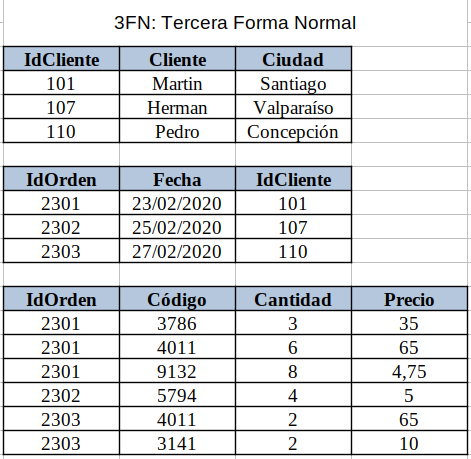 3FN: Tercera Forma Normal
IdCliente Cliente Ciudad
101 Martin Santiago
107 Herman Valparaíso
110 Pedro Concepción
IdOrden Fecha IdCliente
2301 23/02/2020 101
2302 25/02/2020 107
2303 27/02/2020 110
IdOrden Código Cantidad Precio
2301 3786 3 35
2301 4011 6 65
2301 9132 8 4,75
2302 5794 4 5
2303 4011 2 65
2303 3141 2 10